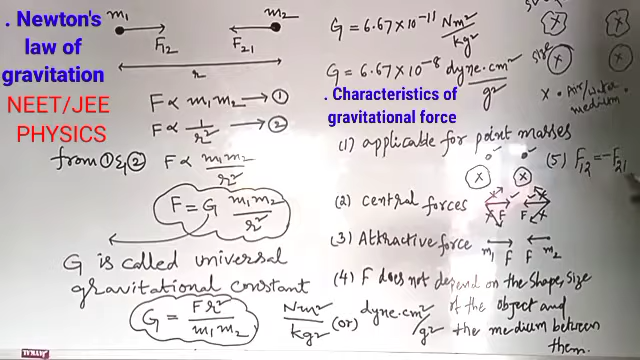 . Newton's
law of
gravitation
NEET/JEE
PHYSICS
m₁ m₂
F₁₂ F₂₁
r
F ∝ m₁m₂ → ①
F ∝ 1/r² → ②
from ① & ② F ∝ m₁m₂/r²
F = G m₁m₂/r²
G is called universal
gravitational constant
G = Fr²/m₁m₂ Nm²/kg² (or) dyne.cm²/g²
G = 6.67×10⁻¹¹ Nm²/kg²
G = 6.67×10⁻⁸ dyne.cm²/g²
size
x • Air/water
medium •
. Characteristics of
gravitational force
(1) applicable for point masses
(2) central forces
F F
(3) Attractive force
m₁ F F m₂
(4) F does not depend on the shape, size
of the object and
the medium between
them.
(5) F₁₂ = -F₂₁